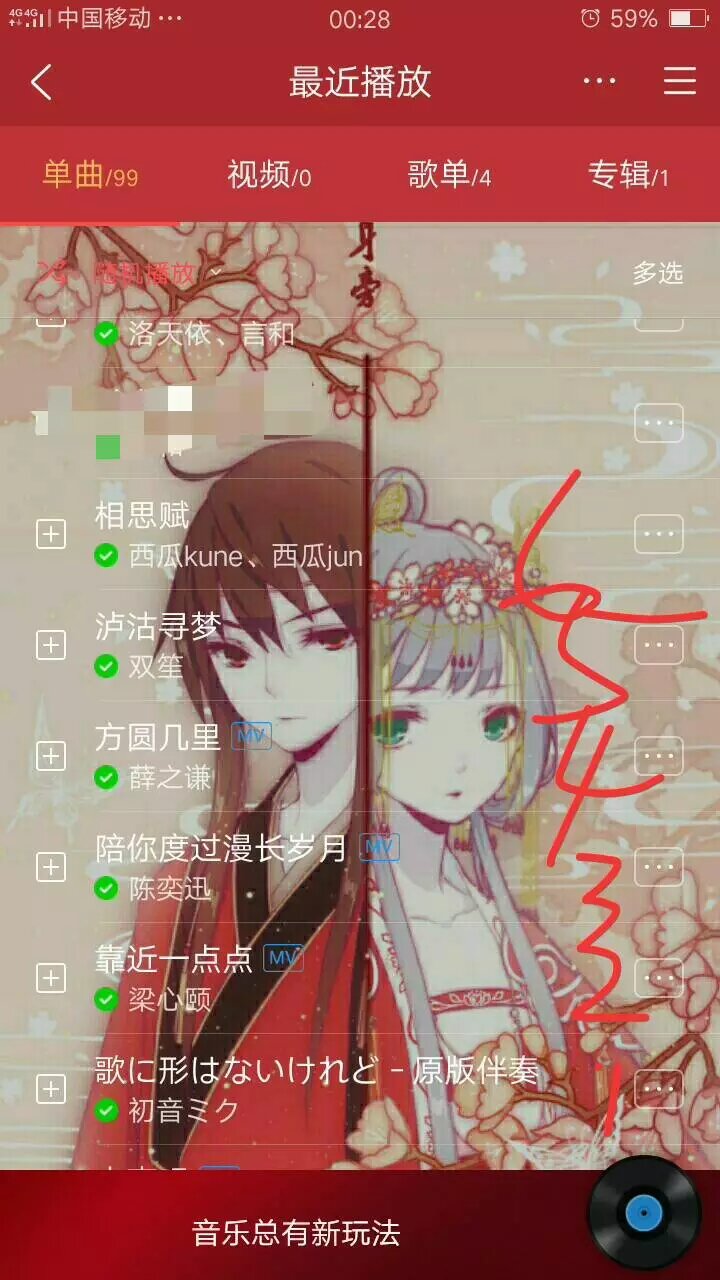 4G 4G 中国移动 ··· 00:28 59%
最近播放 ···
单曲/99 视频/0 歌单/4 专辑/1
旁
随机播放 多选
洛天依、言和
相思赋
西瓜kune、西瓜jun
6
泸沽寻梦
双笙
5
方圆几里 MV
薛之谦
4
陪你度过漫长岁月 MV
陈奕迅
3
靠近一点点 MV
梁心颐
2
歌に形はないけれど - 原版伴奏
初音ミク
1
音乐总有新玩法